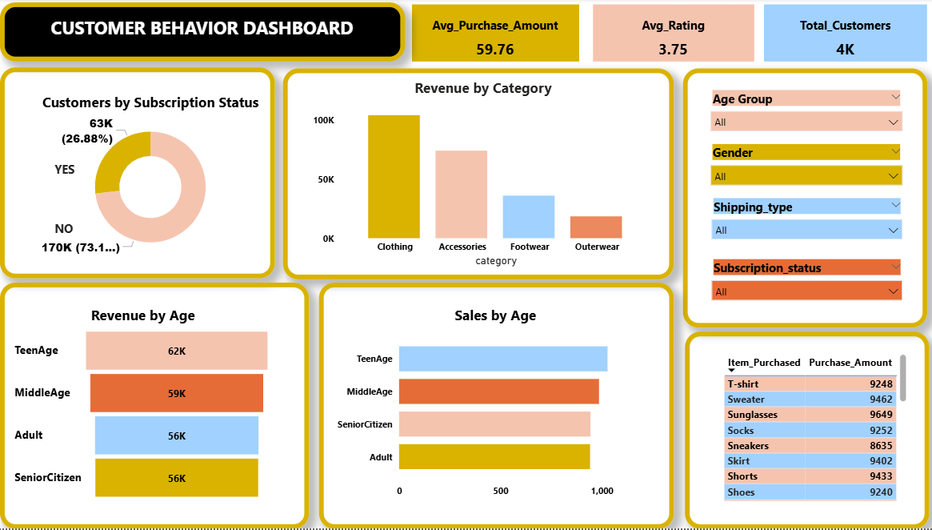 CUSTOMER BEHAVIOR DASHBOARD
Avg_Purchase_Amount
59.76
Avg_Rating
3.75
Total_Customers
4K
Customers by Subscription Status
63K
(26.88%)
YES
NO
170K (73.1...)
Revenue by Category
100K
50K
0K
Clothing
Accessories
Footwear
Outerwear
category
Age Group
All
Gender
All
Shipping_type
All
Subscription_status
All
Revenue by Age
TeenAge
62K
MiddleAge
59K
Adult
56K
SeniorCitizen
56K
Sales by Age
TeenAge
MiddleAge
SeniorCitizen
Adult
0
500
1,000
Item_Purchased Purchase_Amount
T-shirt 9248
Sweater 9462
Sunglasses 9649
Socks 9252
Sneakers 8635
Skirt 9402
Shorts 9433
Shoes 9240